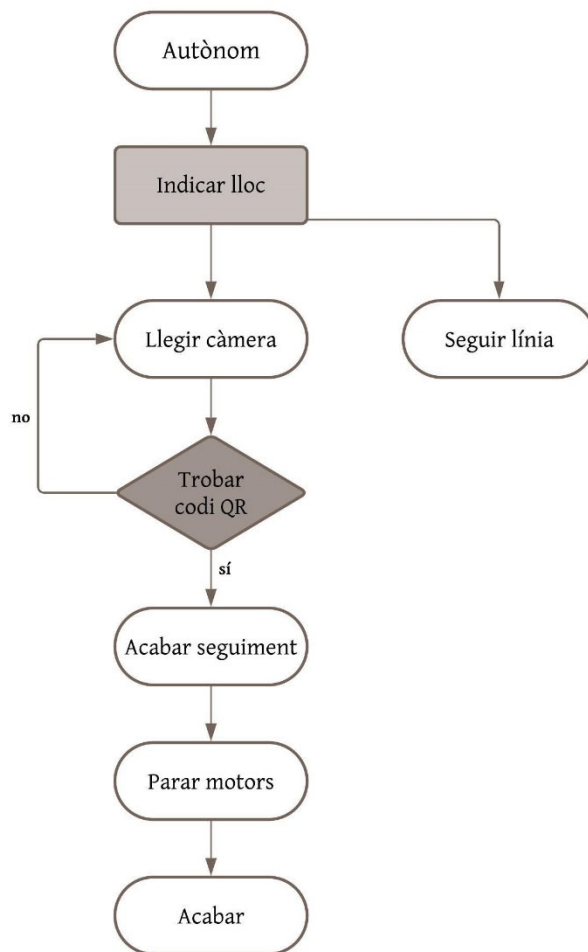 Autònom
Indicar lloc
Llegir càmera
Seguir línia
no
Trobar
codi QR
sí
Acabar seguiment
Parar motors
Acabar